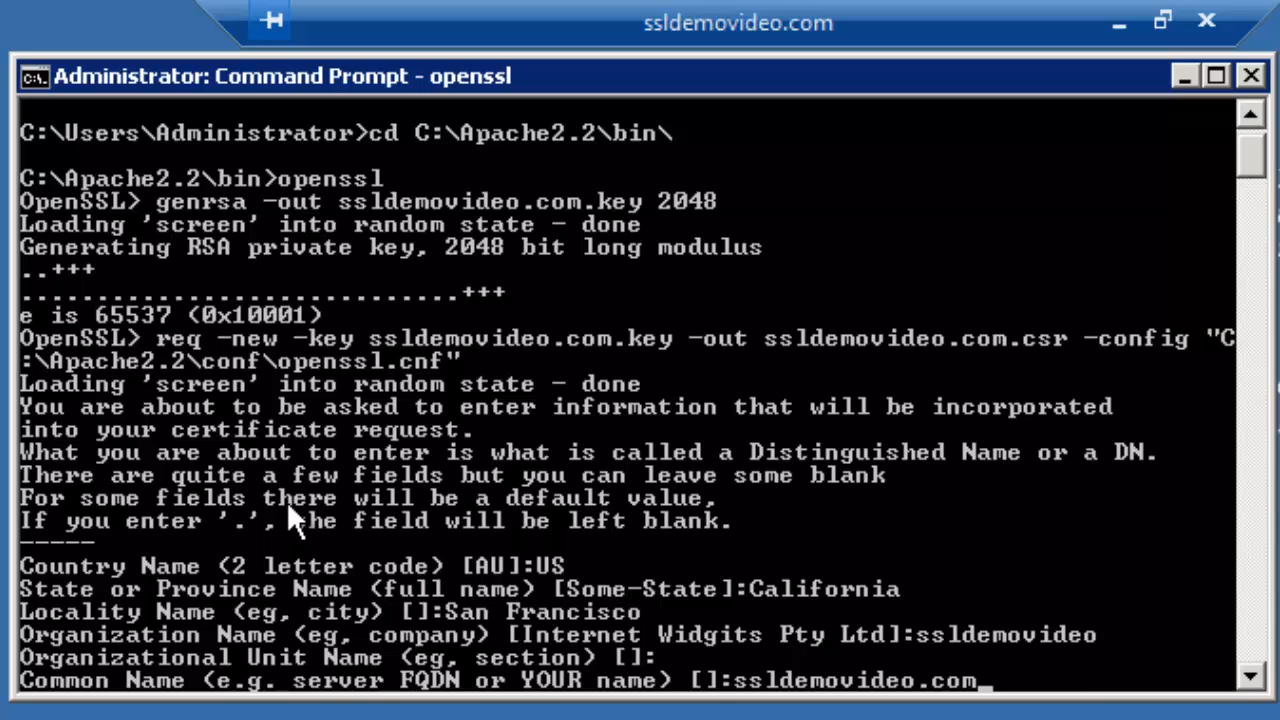 ssldemovideo.com
Administrator: Command Prompt - openssl
C:\Users\Administrator>cd C:\Apache2.2\bin\
C:\Apache2.2\bin>openssl
OpenSSL> genrsa -out ssldemovideo.com.key 2048
Loading 'screen' into random state - done
Generating RSA private key, 2048 bit long modulus
..+++
.............................+++
e is 65537 (0x10001)
OpenSSL> req -new -key ssldemovideo.com.key -out ssldemovideo.com.csr -config "C
:\Apache2.2\conf\openssl.cnf"
Loading 'screen' into random state - done
You are about to be asked to enter information that will be incorporated
into your certificate request.
What you are about to enter is what is called a Distinguished Name or a DN.
There are quite a few fields but you can leave some blank
For some fields there will be a default value,
If you enter '.', the field will be left blank.
-----
Country Name (2 letter code) [AU]:US
State or Province Name (full name) [Some-State]:California
Locality Name (eg, city) []:San Francisco
Organization Name (eg, company) [Internet Widgits Pty Ltd]:ssldemovideo
Organizational Unit Name (eg, section) []:
Common Name (e.g. server FQDN or YOUR name) []:ssldemovideo.com_